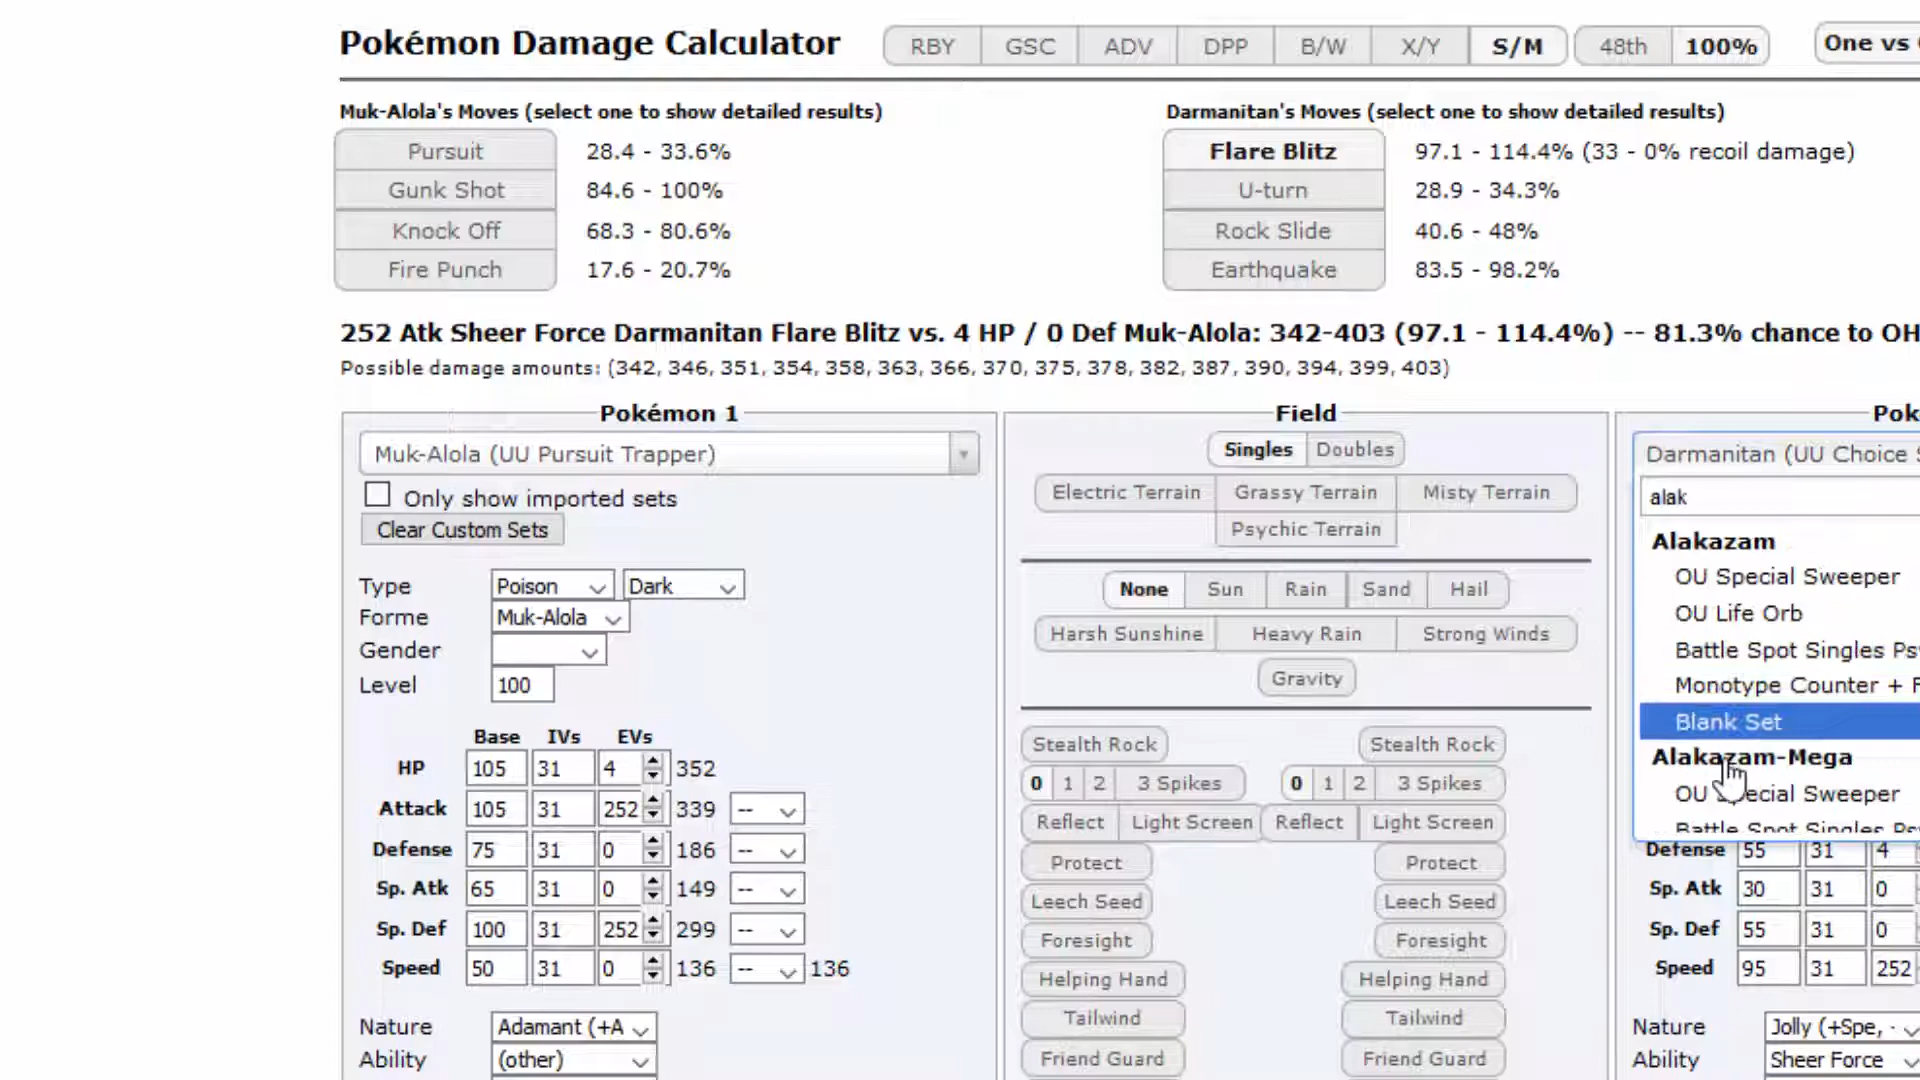 Pokémon Damage Calculator RBY GSC ADV DPP B/W X/Y S/M 48th 100% One vs
Muk-Alola's Moves (select one to show detailed results) Darmanitan's Moves (select one to show detailed results)
Pursuit 28.4 - 33.6% Flare Blitz 97.1 - 114.4% (33 - 0% recoil damage)
Gunk Shot 84.6 - 100% U-turn 28.9 - 34.3%
Knock Off 68.3 - 80.6% Rock Slide 40.6 - 48%
Fire Punch 17.6 - 20.7% Earthquake 83.5 - 98.2%
252 Atk Sheer Force Darmanitan Flare Blitz vs. 4 HP / 0 Def Muk-Alola: 342-403 (97.1 - 114.4%) -- 81.3% chance to OH
Possible damage amounts: (342, 346, 351, 354, 358, 363, 366, 370, 375, 378, 382, 387, 390, 394, 399, 403)
Pokémon 1
Muk-Alola (UU Pursuit Trapper)
Only show imported sets
Clear Custom Sets
Type Poison Dark
Forme Muk-Alola
Gender
Level 100
Base IVs EVs
HP 105 31 4 352
Attack 105 31 252 339 --
Defense 75 31 0 186 --
Sp. Atk 65 31 0 149 --
Sp. Def 100 31 252 299 --
Speed 50 31 0 136 -- 136
Nature Adamant (+A
Ability (other)
Field
Singles Doubles
Electric Terrain Grassy Terrain Misty Terrain
Psychic Terrain
None Sun Rain Sand Hail
Harsh Sunshine Heavy Rain Strong Winds
Gravity
Stealth Rock Stealth Rock
0 1 2 3 Spikes 0 1 2 3 Spikes
Reflect Light Screen Reflect Light Screen
Protect Protect
Leech Seed Leech Seed
Foresight Foresight
Helping Hand Helping Hand
Tailwind Tailwind
Friend Guard Friend Guard
Pok
Darmanitan (UU Choice S
alak
Alakazam
OU Special Sweeper
OU Life Orb
Battle Spot Singles Ps
Monotype Counter + F
Blank Set
Alakazam-Mega
OU Special Sweeper
Battle Spot Singles Ps
Defense 55 31 4
Sp. Atk 30 31 0
Sp. Def 55 31 0
Speed 95 31 252
Nature Jolly (+Spe, -
Ability Sheer Force